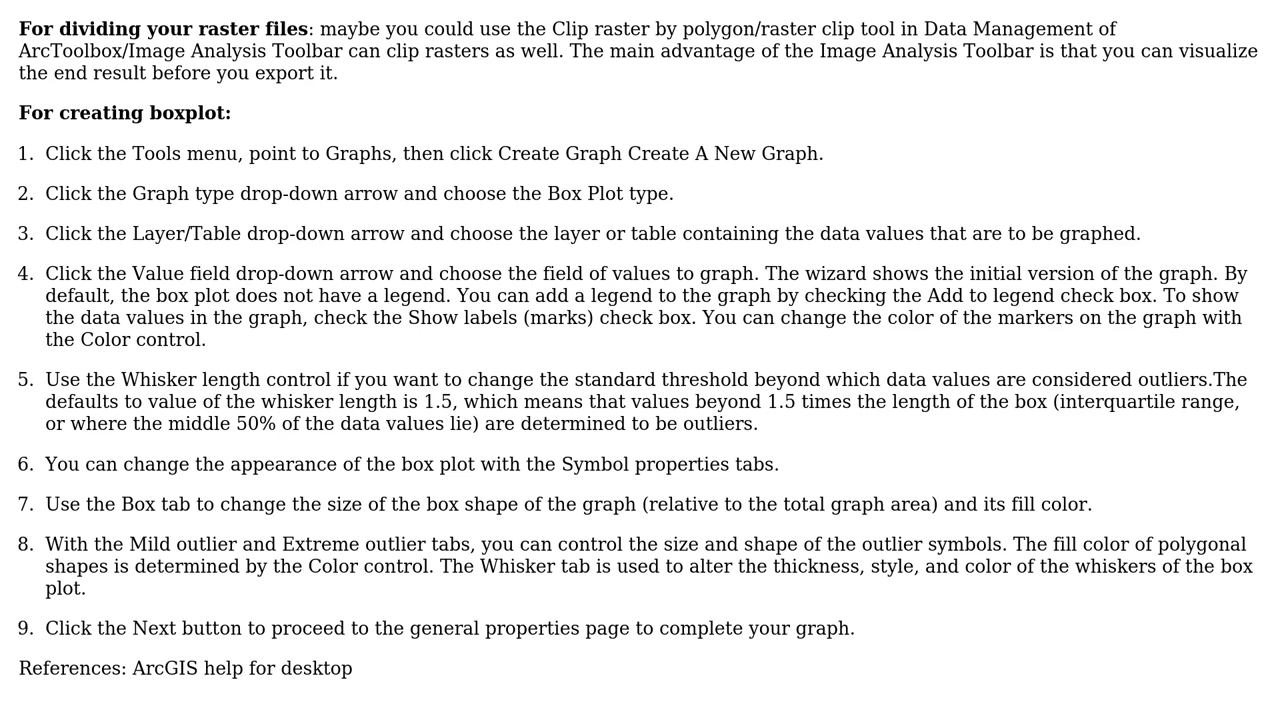 For dividing your raster files: maybe you could use the Clip raster by polygon/raster clip tool in Data Management of
ArcToolbox/Image Analysis Toolbar can clip rasters as well. The main advantage of the Image Analysis Toolbar is that you can visualize
the end result before you export it.
For creating boxplot:
1. Click the Tools menu, point to Graphs, then click Create Graph Create A New Graph.
2. Click the Graph type drop-down arrow and choose the Box Plot type.
3. Click the Layer/Table drop-down arrow and choose the layer or table containing the data values that are to be graphed.
4. Click the Value field drop-down arrow and choose the field of values to graph. The wizard shows the initial version of the graph. By
default, the box plot does not have a legend. You can add a legend to the graph by checking the Add to legend check box. To show
the data values in the graph, check the Show labels (marks) check box. You can change the color of the markers on the graph with
the Color control.
5. Use the Whisker length control if you want to change the standard threshold beyond which data values are considered outliers.The
defaults to value of the whisker length is 1.5, which means that values beyond 1.5 times the length of the box (interquartile range,
or where the middle 50% of the data values lie) are determined to be outliers.
6. You can change the appearance of the box plot with the Symbol properties tabs.
7. Use the Box tab to change the size of the box shape of the graph (relative to the total graph area) and its fill color.
8. With the Mild outlier and Extreme outlier tabs, you can control the size and shape of the outlier symbols. The fill color of polygonal
shapes is determined by the Color control. The Whisker tab is used to alter the thickness, style, and color of the whiskers of the box
plot.
9. Click the Next button to proceed to the general properties page to complete your graph.
References: ArcGIS help for desktop